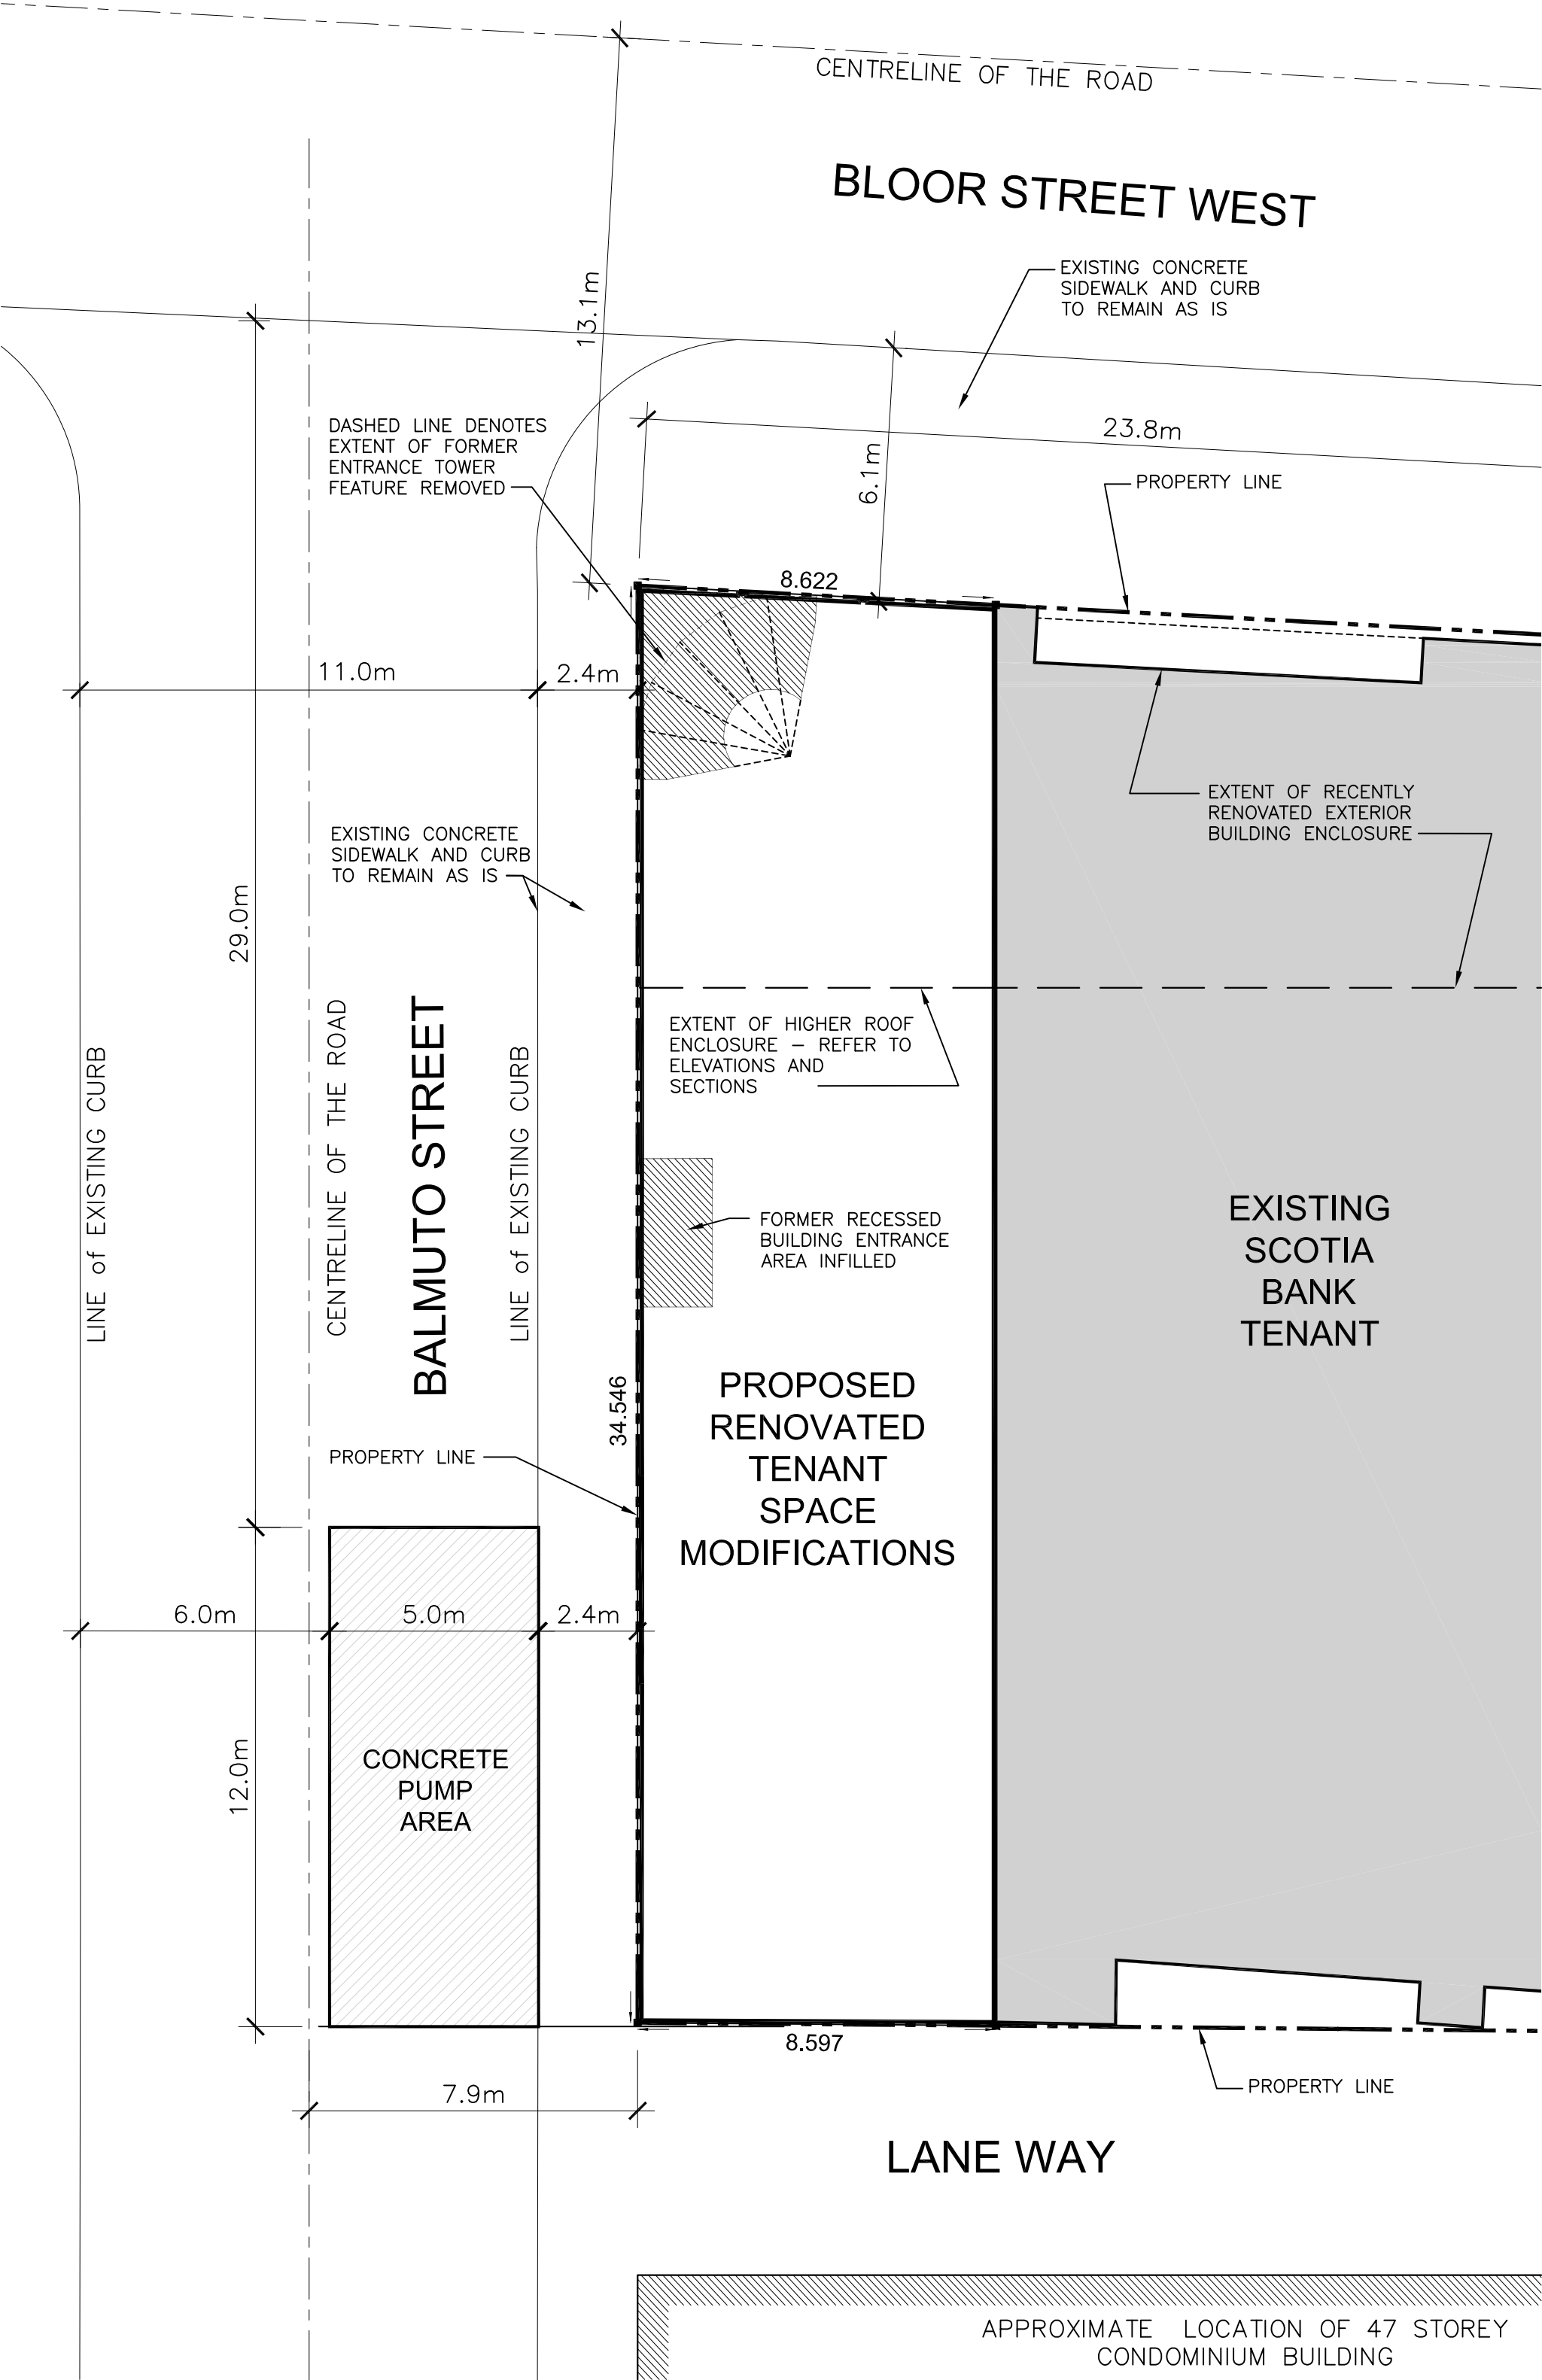 CENTRELINE OF THE ROAD
BLOOR STREET WEST
EXISTING CONCRETE
SIDEWALK AND CURB
TO REMAIN AS IS
13.1m
DASHED LINE DENOTES
EXTENT OF FORMER
ENTRANCE TOWER
FEATURE REMOVED
23.8m
6.1m
PROPERTY LINE
8.622
11.0m
2.4m
EXTENT OF RECENTLY
RENOVATED EXTERIOR
BUILDING ENCLOSURE
EXISTING CONCRETE
SIDEWALK AND CURB
TO REMAIN AS IS
29.0m
EXTENT OF HIGHER ROOF
ENCLOSURE – REFER TO
ELEVATIONS AND
SECTIONS
LINE of EXISTING CURB
CENTRELINE OF THE ROAD
BALMUTO STREET
LINE of EXISTING CURB
FORMER RECESSED
BUILDING ENTRANCE
AREA INFILLED
EXISTING
SCOTIA
BANK
TENANT
34.546
PROPOSED
RENOVATED
TENANT
SPACE
MODIFICATIONS
PROPERTY LINE
6.0m
5.0m
2.4m
12.0m
CONCRETE
PUMP
AREA
8.597
7.9m
PROPERTY LINE
LANE WAY
APPROXIMATE LOCATION OF 47 STOREY
CONDOMINIUM BUILDING